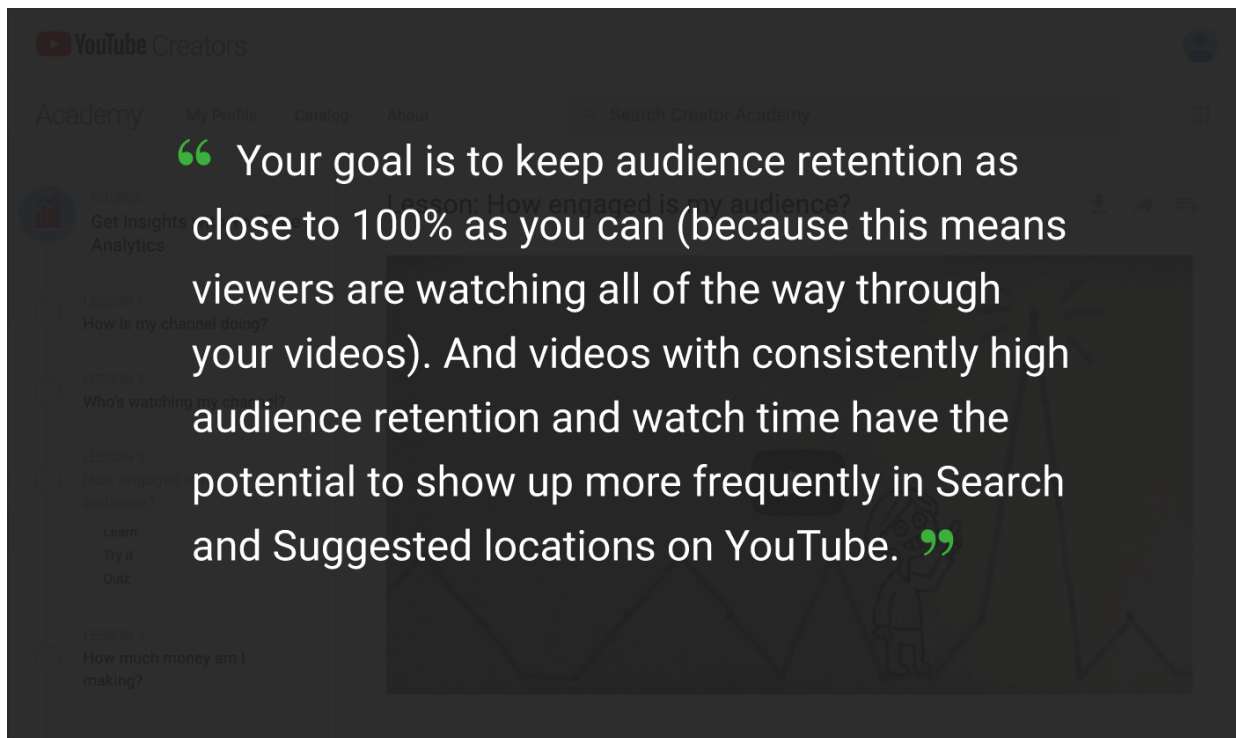 YouTube Creators
Academy My Profile Catalog About Search Creator Academy
“ Your goal is to keep audience retention as
close to 100% as you can (because this means
viewers are watching all of the way through
your videos). And videos with consistently high
audience retention and watch time have the
potential to show up more frequently in Search
and Suggested locations on YouTube. ”
COURSE
Get insights
Analytics
LESSON 1
How is my channel doing?
LESSON 2
Who's watching my channel?
LESSON 3
How engaged
audience?
Learn
Try it
Quiz
LESSON 4
How much money am I
making?
Lesson: How engaged is my audience?